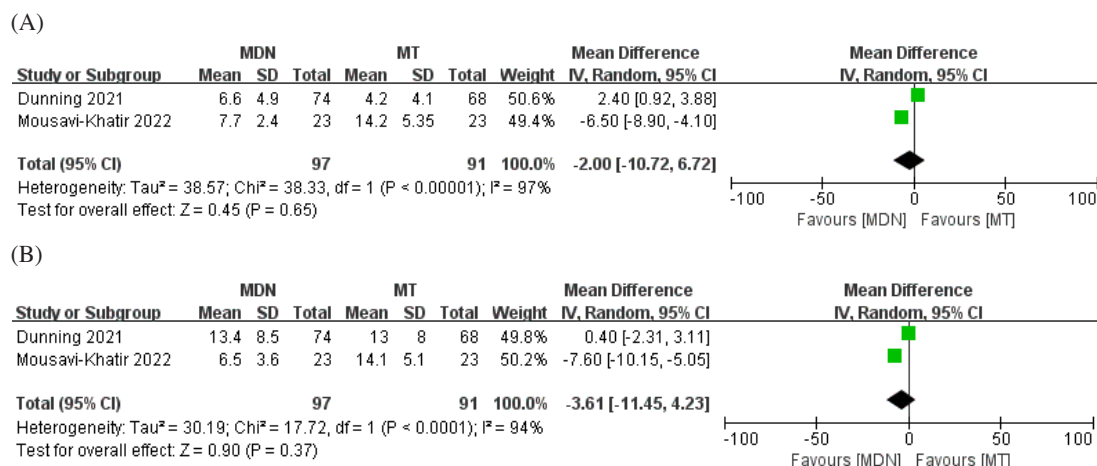 (A)
MDN MT Mean Difference Mean Difference
Study or Subgroup Mean SD Total Mean SD Total Weight IV, Random, 95% CI IV, Random, 95% CI
Dunning 2021 6.6 4.9 74 4.2 4.1 68 50.6% 2.40 [0.92, 3.88]
Mousavi-Khatir 2022 7.7 2.4 23 14.2 5.35 23 49.4% -6.50 [-8.90, -4.10]
Total (95% CI) 97 91 100.0% -2.00 [-10.72, 6.72]
Heterogeneity: Tau² = 38.57; Chi² = 38.33, df = 1 (P < 0.00001); I² = 97%
Test for overall effect: Z = 0.45 (P = 0.65)
-100 -50 0 50 100
Favours [MDN] Favours [MT]
(B)
MDN MT Mean Difference Mean Difference
Study or Subgroup Mean SD Total Mean SD Total Weight IV, Random, 95% CI IV, Random, 95% CI
Dunning 2021 13.4 8.5 74 13 8 68 49.8% 0.40 [-2.31, 3.11]
Mousavi-Khatir 2022 6.5 3.6 23 14.1 5.1 23 50.2% -7.60 [-10.15, -5.05]
Total (95% CI) 97 91 100.0% -3.61 [-11.45, 4.23]
Heterogeneity: Tau² = 30.19; Chi² = 17.72, df = 1 (P < 0.0001); I² = 94%
Test for overall effect: Z = 0.90 (P = 0.37)
-100 -50 0 50 100
Favours [MDN] Favours [MT]